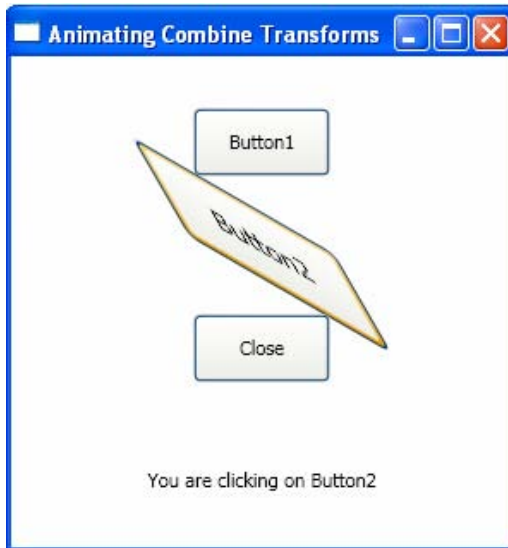 Animating Combine Transforms
Button1
Button2
Close
You are clicking on Button2